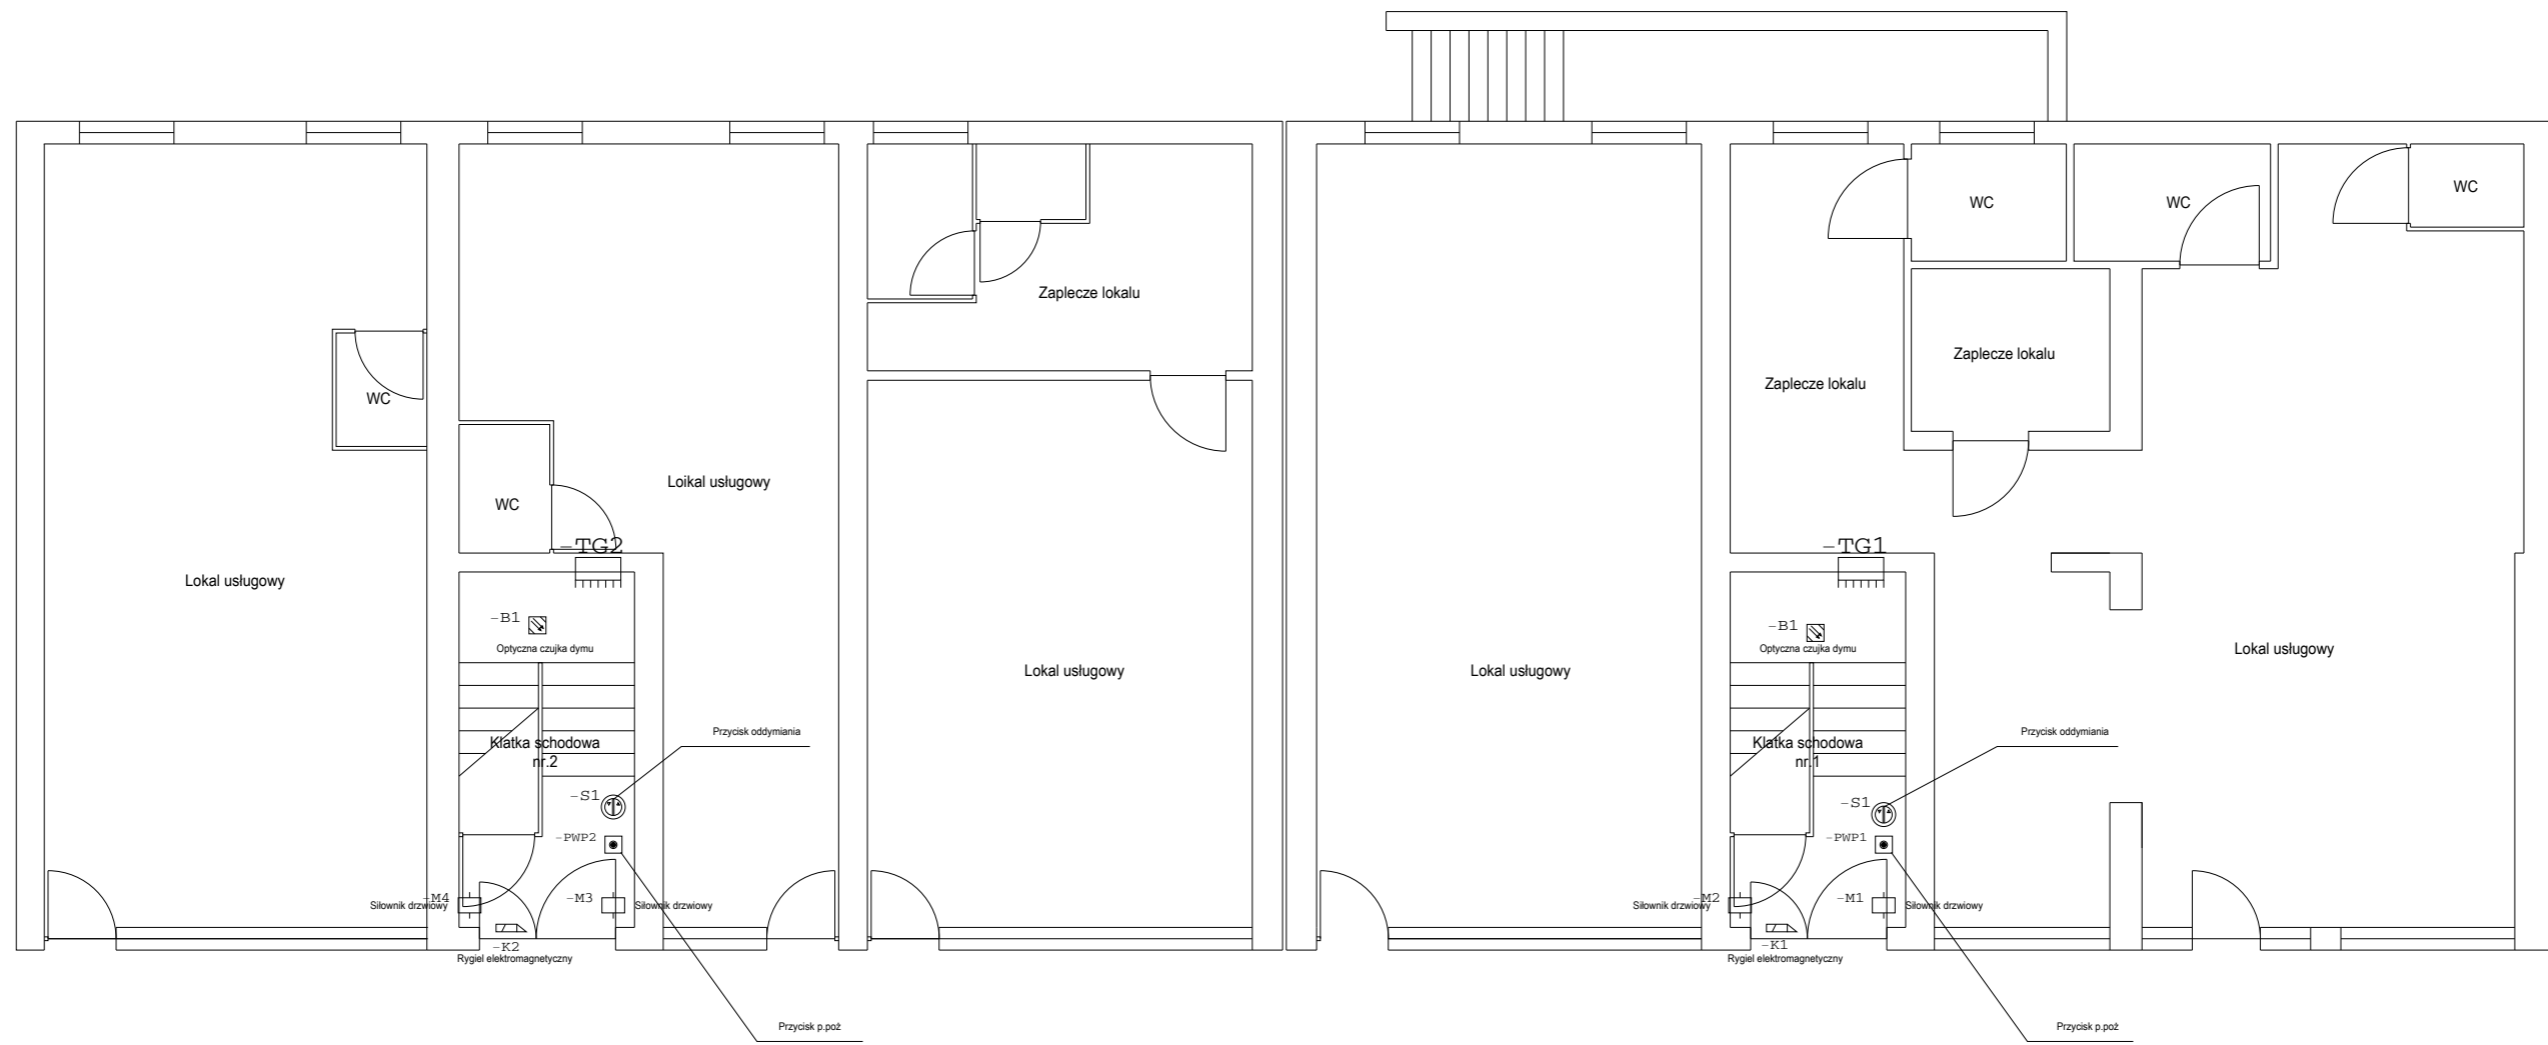 WC
WC
WC
Zaplecze lokalu
Zaplecze lokalu
Zaplecze lokalu
WC
Loikal usługowy
WC
-TG2
-TG1
Lokal usługowy
-B1
Optyczna czujka dymu
-B1
Optyczna czujka dymu
Lokal usługowy
Lokal usługowy
Lokal usługowy
Przycisk oddymiania
Przycisk oddymiania
Klatka schodowa
nr.2
Klatka schodowa
nr.1
-S1
-S1
-PWP2
-PWP1
-M4
Siłownik drzwiowy
-M3
Siłownik drzwiowy
-M2
Siłownik drzwiowy
-M1
Siłownik drzwiowy
-K2
Rygiel elektromagnetyczny
-K1
Rygiel elektromagnetyczny
Przycisk p.poż
Przycisk p.poż